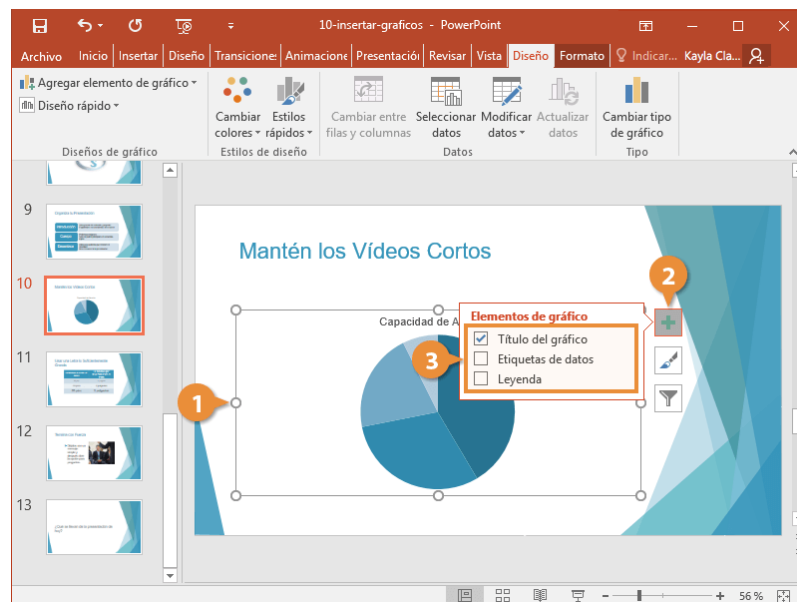 10-insertar-graficos - PowerPoint
Archivo Inicio Insertar Diseño Transicione: Animacione Presentació Revisar Vista Diseño Formato Indicar... Kayla Cla...
Agregar elemento de gráfico
Diseño rápido
Cambiar colores
Estilos rápidos
Cambiar entre filas y columnas
Seleccionar datos
Modificar datos
Actualizar datos
Cambiar tipo de gráfico
Diseños de gráfico Estilos de diseño Datos Tipo
9
10
11
12
13
Mantén los Vídeos Cortos
Capacidad de A
Elementos de gráfico
Título del gráfico
Etiquetas de datos
Leyenda
1
2
3
56 %